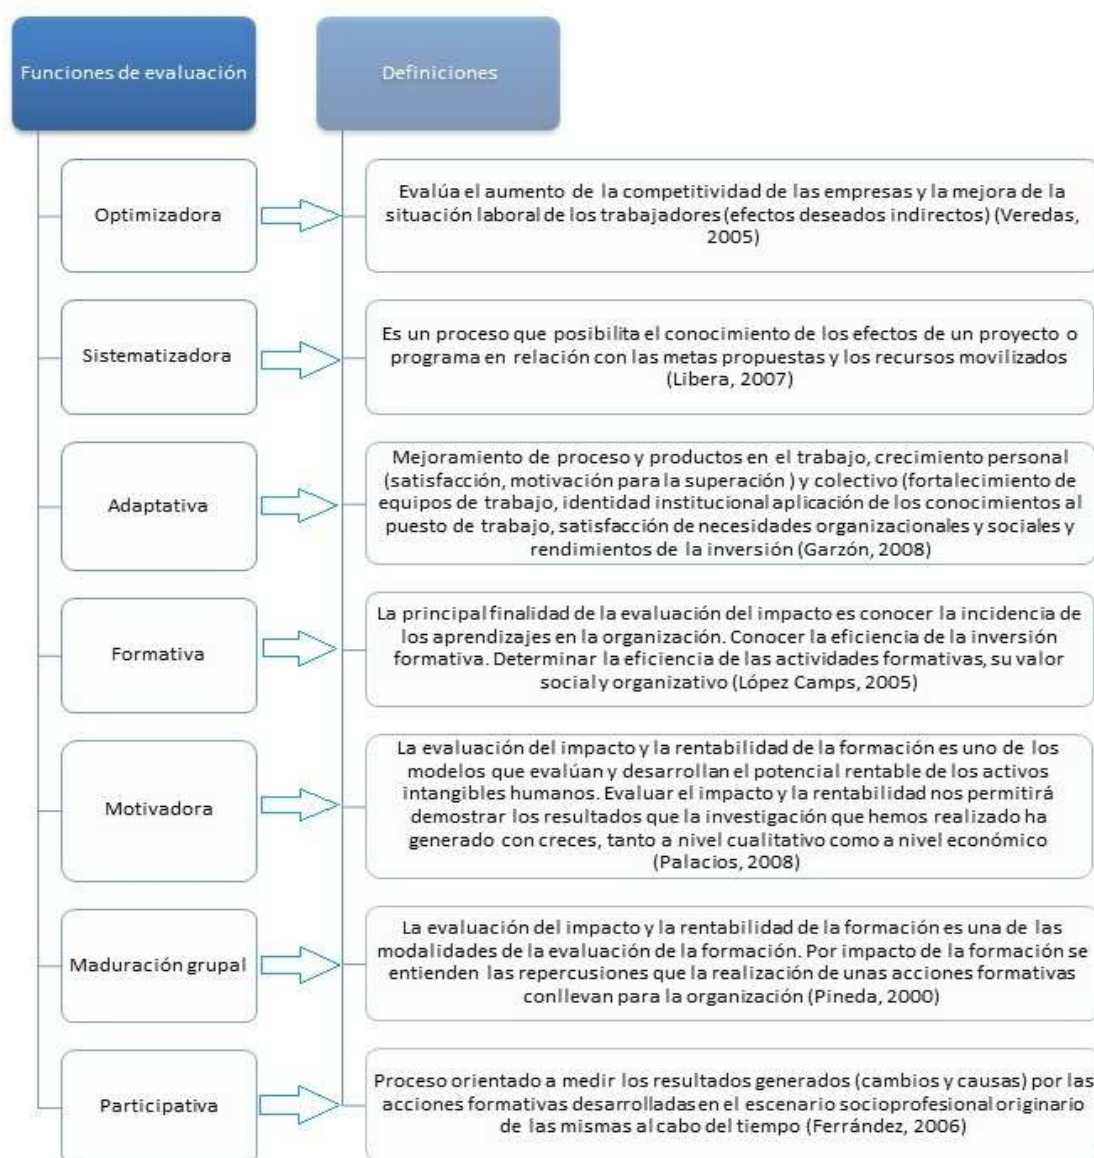 Funciones de evaluación
Definiciones
Optimizadora
Evalúa el aumento de la competitividad de las empresas y la mejora de la
situación laboral de los trabajadores (efectos deseados indirectos) (Veredas,
2005)
Sistematizadora
Es un proceso que posibilita el conocimiento de los efectos de un proyecto o
programa en relación con las metas propuestas y los recursos movilizados
(Libera, 2007)
Adaptativa
Mejoramiento de proceso y productos en el trabajo, crecimiento personal
(satisfacción, motivación para la superación ) y colectivo (fortalecimiento de
equipos de trabajo, identidad institucional aplicación de los conocimientos al
puesto de trabajo, satisfacción de necesidades organizacionales y sociales y
rendimientos de la inversión (Garzón, 2008)
Formativa
La principal finalidad de la evaluación del impacto es conocer la incidencia de
los aprendizajes en la organización. Conocer la eficiencia de la inversión
formativa. Determinar la eficiencia de las actividades formativas, su valor
social y organizativo (López Camps, 2005)
Motivadora
La evaluación del impacto y la rentabilidad de la formación es uno de los
modelos que evalúan y desarrollan el potencial rentable de los activos
intangibles humanos. Evaluar el impacto y la rentabilidad nos permitirá
demostrar los resultados que la investigación que hemos realizado ha
generado con creces, tanto a nivel cualitativo como a nivel económico
(Palacios, 2008)
Maduración grupal
La evaluación del impacto y la rentabilidad de la formación es una de las
modalidades de la evaluación de la formación. Por impacto de la formación se
entienden las repercusiones que la realización de unas acciones formativas
conllevan para la organización (Pineda, 2000)
Participativa
Proceso orientado a medir los resultados generados (cambios y causas) por las
acciones formativas desarrolladas en el escenario socioprofesional originario
de las mismas al cabo del tiempo (Ferrández, 2006)